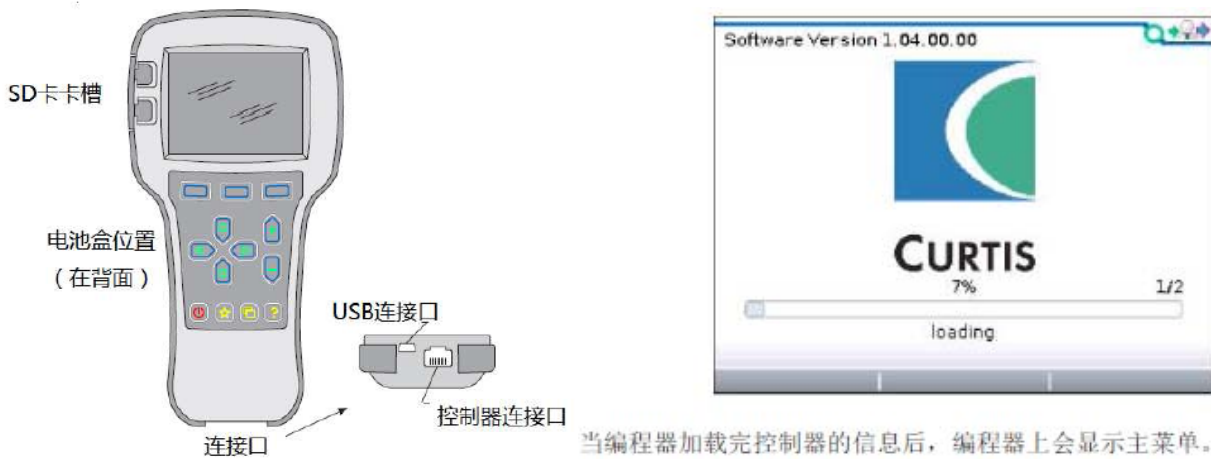 SD卡卡槽
电池盒位置
（在背面）
USB连接口
控制器连接口
连接口
Software Version 1.04.00.00
CURTIS
7%
1/2
loading
当编程器加载完控制器的信息后，编程器上会显示主菜单。